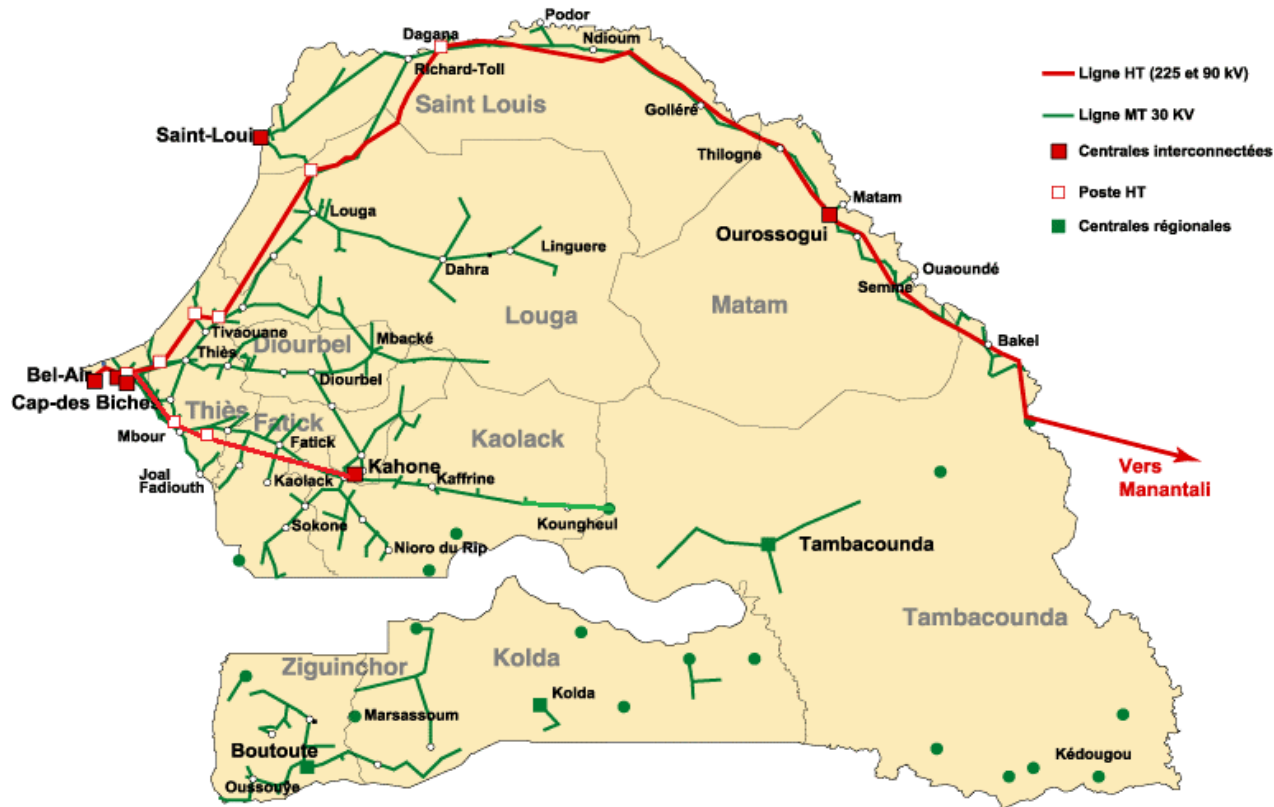 Podor
Dagana
Ndioum
Richard-Toll
Ligne HT (225 et 90 kV)
Saint Louis
Golléré
Ligne MT 30 KV
Saint-Loui
Thilogne
Centrales interconnectées
Matam
Poste HT
Louga
Ourossogui
Centrales régionales
Linguere
Dahra
Ouaoundé
Semme
Matam
Louga
Tivaouane
Diourbel
Mbacké
Bakel
Thiès
Bel-Air
Diourbel
Cap-des Biches
Thiès
Fatick
Mbour
Fatick
Kaolack
Vers
Manantali
Kahone
Joal
Fadiouth
Kaolack
Kaffrine
Koungheul
Sokone
Nioro du Rip
Tambacounda
Tambacounda
Ziguinchor
Kolda
Kolda
Marsassoum
Boutoute
Kédougou
Oussouye